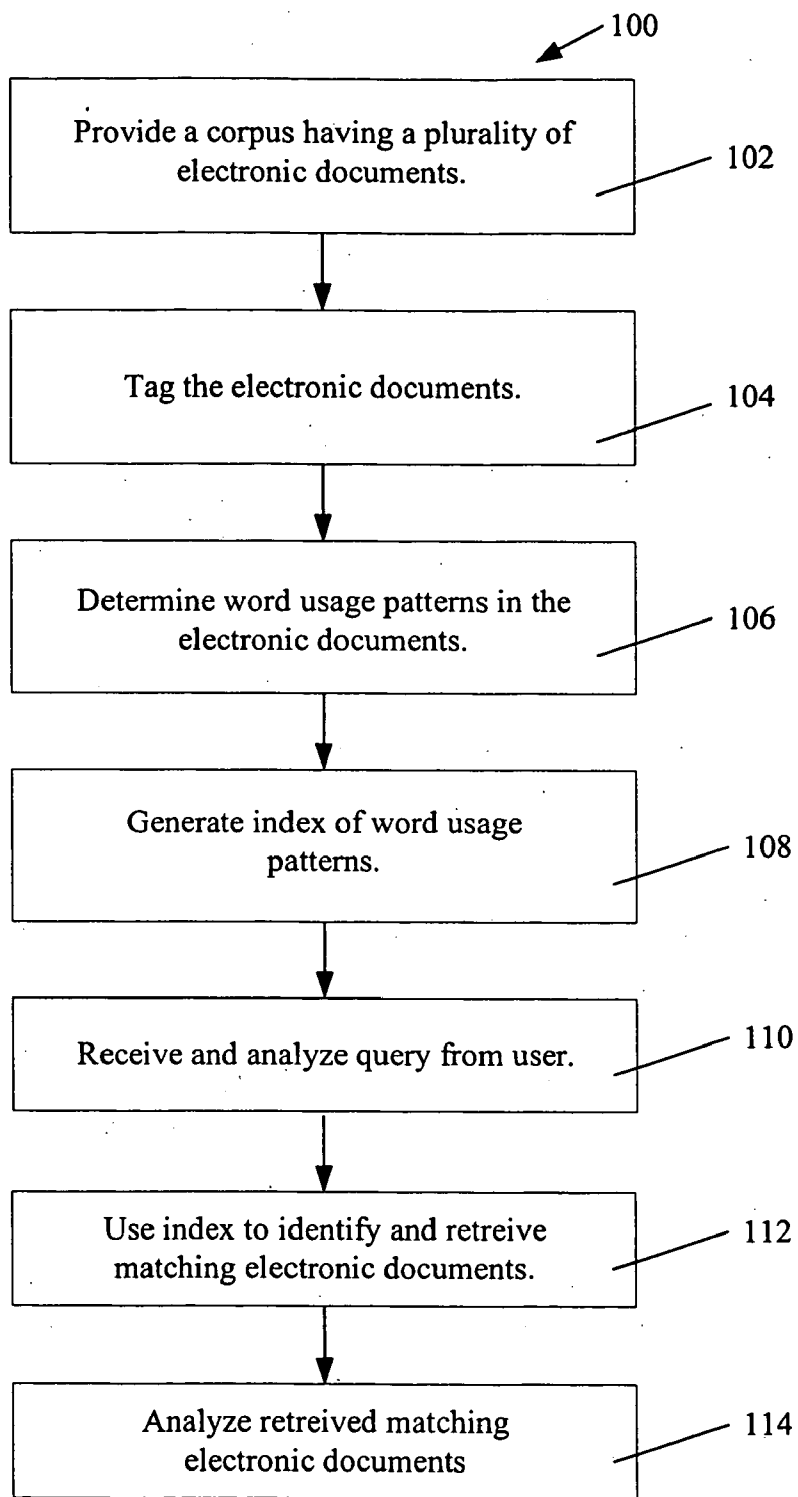 100
Provide a corpus having a plurality of
electronic documents.
102
Tag the electronic documents.
104
Determine word usage patterns in the
electronic documents.
106
Generate index of word usage
patterns.
108
Receive and analyze query from user.
110
Use index to identify and retreive
matching electronic documents.
112
Analyze retreived matching
electronic documents
114